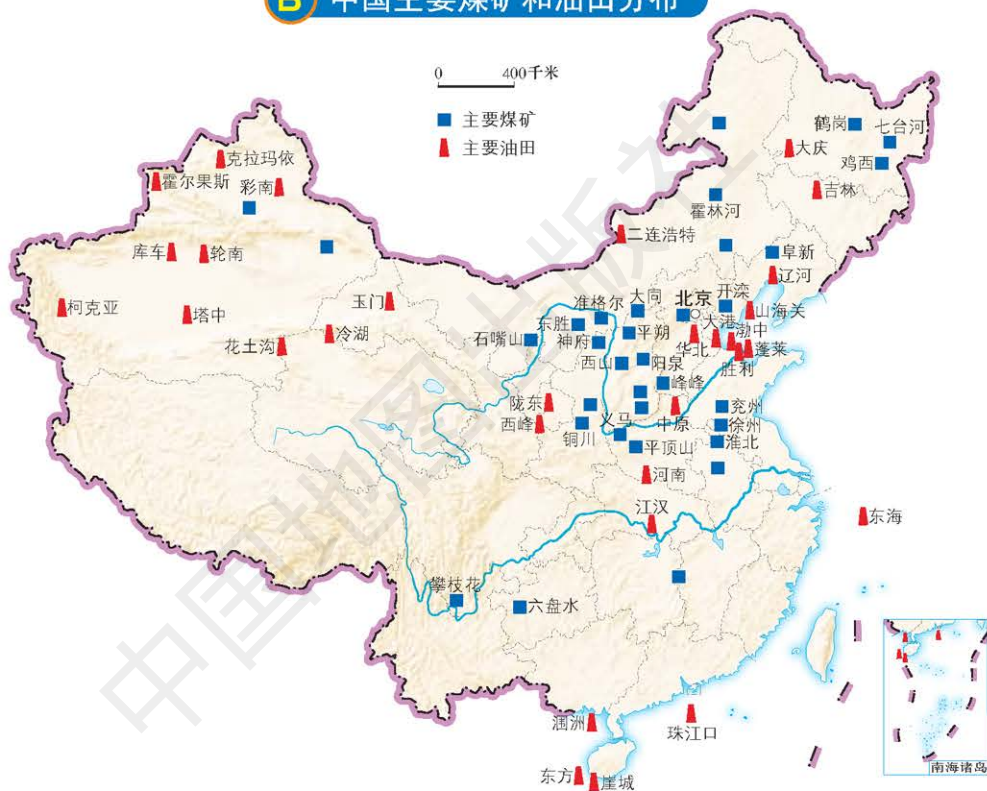 B 中国主要煤矿和油田分布
0 400千米
主要煤矿
主要油田
鹤岗
七台河
鸡西
大庆
吉林
克拉玛依
霍尔果斯
彩南
霍林河
二连浩特
库车
轮南
阜新
辽河
柯克亚
塔中
玉门
冷湖
花土沟
准格尔
大同
北京
开滦
山海关
东胜
神府
平朔
大港
渤中
石嘴山
华北
蓬莱
西山
阳泉
胜利
峰峰
陇东
兖州
西峰
义马
中原
徐州
铜川
平顶山
淮北
河南
江汉
东海
攀枝花
六盘水
涠洲
珠江口
东方
崖城
南海诸岛
中国地图出版社